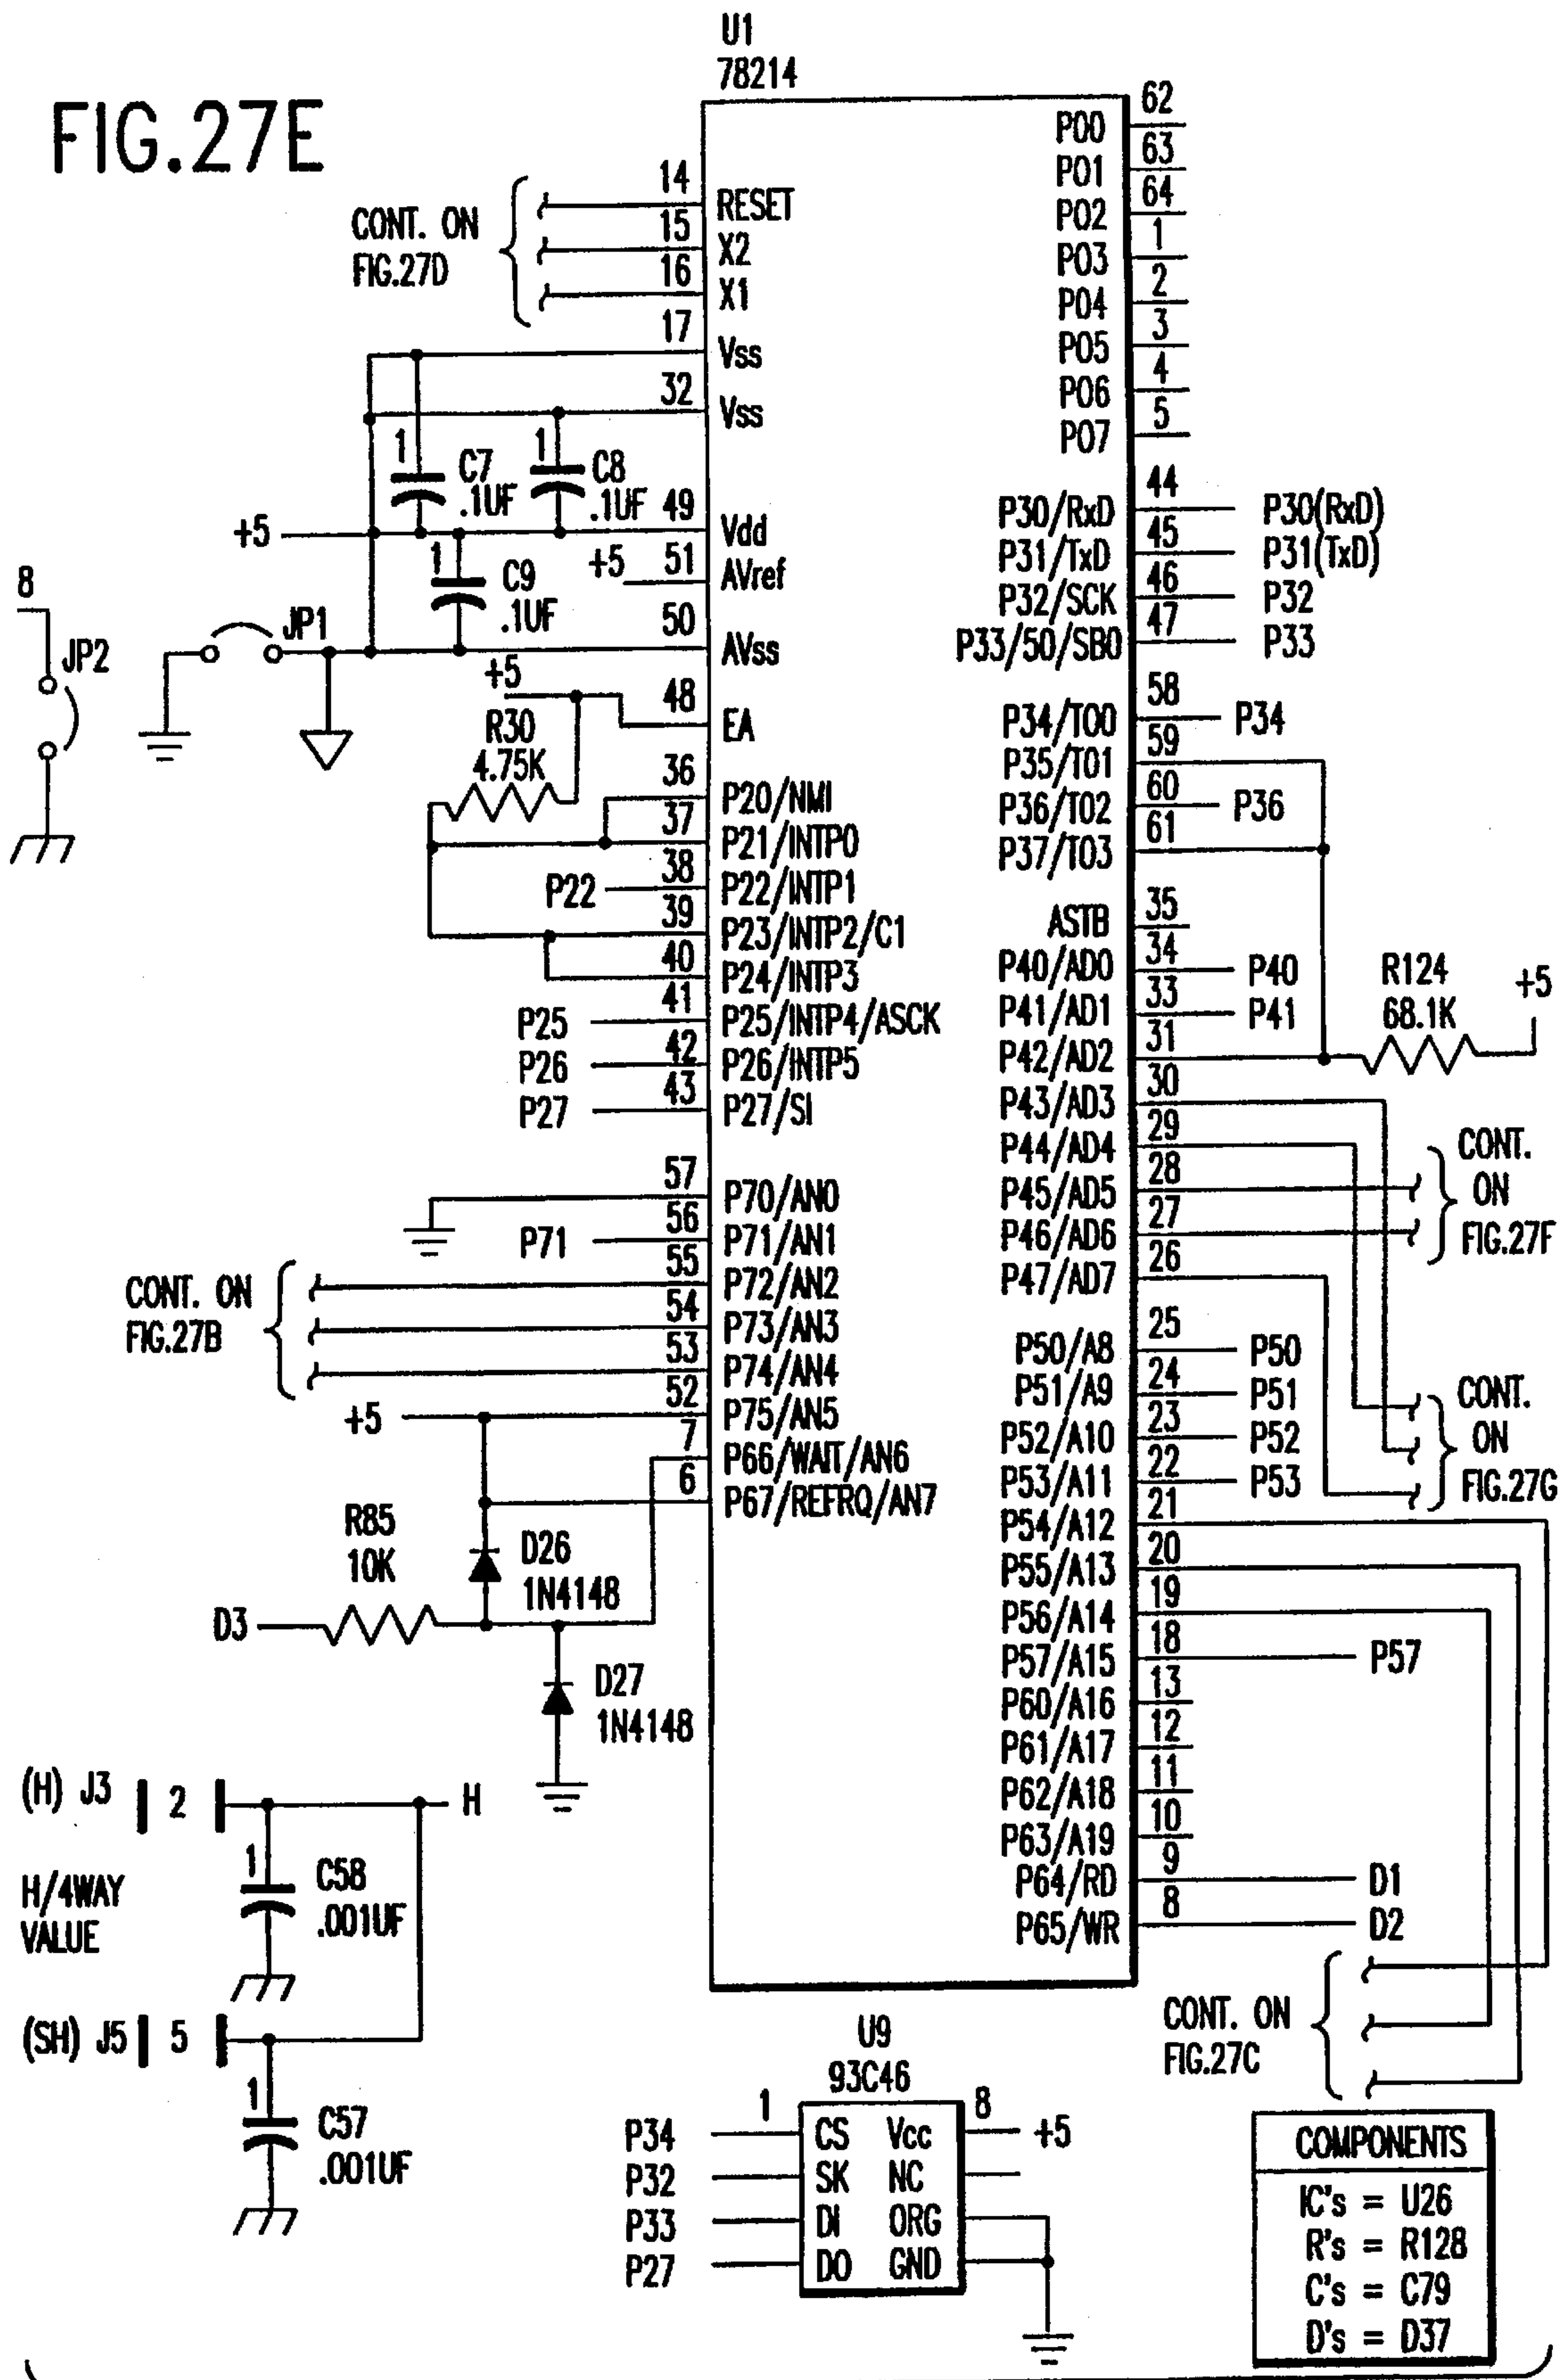 FIG.27E
U1
78214
CONT. ON
FIG.27D
14 RESET
15 X2
16 X1
17 Vss
32 Vss
1 C7
.1UF
1 C8
.1UF
+5 49 Vdd
+5 51 AVref
1 C9
.1UF
50 AVss
8
JP2
JP1
+5
48 EA
R30
4.75K
36 P20/NMI
37 P21/INTP0
P22 38 P22/INTP1
39 P23/INTP2/C1
40 P24/INTP3
P25 41 P25/INTP4/ASCK
P26 42 P26/INTP5
P27 43 P27/SI
57 P70/AN0
P71 56 P71/AN1
CONT. ON
FIG.27B
55 P72/AN2
54 P73/AN3
53 P74/AN4
+5 52 P75/AN5
7 P66/WAIT/AN6
6 P67/REFRQ/AN7
R85
10K
D3
D26
1N4148
D27
1N4148
P00 62
P01 63
P02 64
P03 1
P04 2
P05 3
P06 4
P07 5
P30/RxD 44 P30(RxD)
P31/TxD 45 P31(TxD)
P32/SCK 46 P32
P33/50/SB0 47 P33
P34/TO0 58 P34
P35/TO1 59
P36/TO2 60 P36
P37/TO3 61
ASTB 35
P40/AD0 34 P40
P41/AD1 33 P41
P42/AD2 31
R124
68.1K
+5
P43/AD3 30
P44/AD4 29
P45/AD5 28
P46/AD6 27
P47/AD7 26
CONT.
ON
FIG.27F
P50/A8 25 P50
P51/A9 24 P51
P52/A10 23 P52
P53/A11 22 P53
CONT.
ON
FIG.27G
P54/A12 21
P55/A13 20
P56/A14 19
P57/A15 18 P57
P60/A16 13
P61/A17 12
P62/A18 11
P63/A19 10
P64/RD 9 D1
P65/WR 8 D2
CONT. ON
FIG.27C
(H) J3 2 H
1 C58
.001UF
H/4WAY
VALUE
(SH) J5 5
1 C57
.001UF
U9
93C46
P34 1 CS Vcc 8 +5
P32 SK NC
P33 DI ORG
P27 DO GND
COMPONENTS
IC's = U26
R's = R128
C's = C79
D's = D37